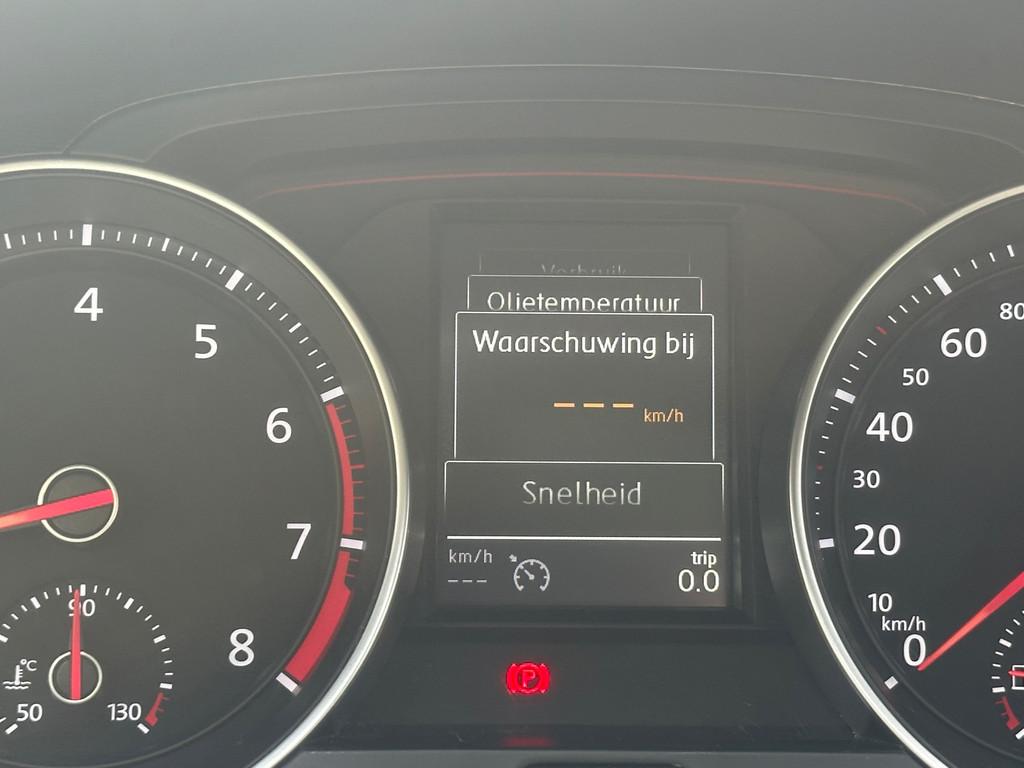 4
5
6
7
8
90
°C
50
130
Verbruik
Olietemperatuur
Waarschuwing bij
--- km/h
Snelheid
km/h
---
trip
0.0
P
80
60
50
40
30
20
10
km/h
0